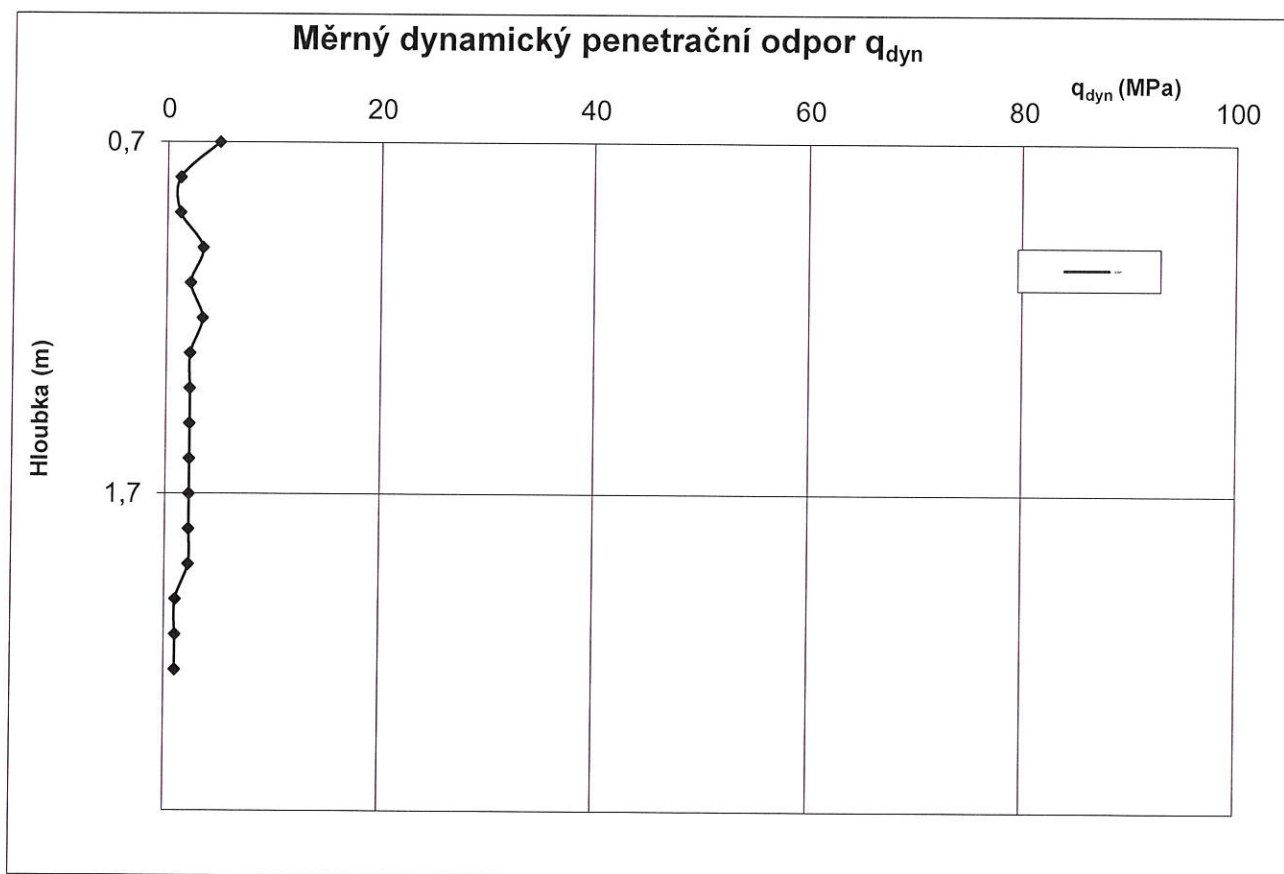 Měrný dynamický penetrační odpor qdyn
qdyn (MPa)
0 20 40 60 80 100
0,7
Hloubka (m)
1,7